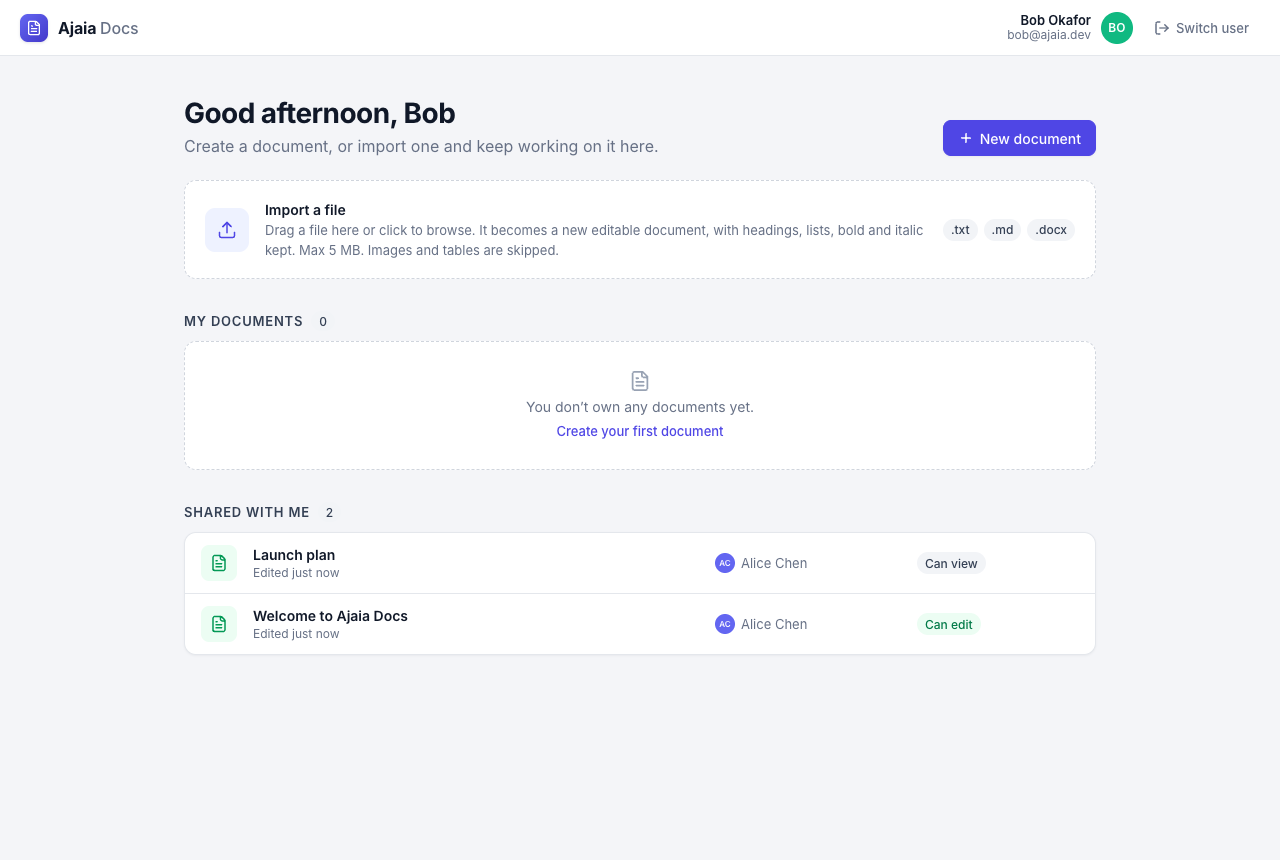 Ajaia Docs
Bob Okafor
bob@ajaia.dev
BO
Switch user
Good afternoon, Bob
Create a document, or import one and keep working on it here.
New document
Import a file
Drag a file here or click to browse. It becomes a new editable document, with headings, lists, bold and italic
kept. Max 5 MB. Images and tables are skipped.
.txt .md .docx
MY DOCUMENTS 0
You don’t own any documents yet.
Create your first document
SHARED WITH ME 2
Launch plan
Edited just now
AC Alice Chen
Can view
Welcome to Ajaia Docs
Edited just now
AC Alice Chen
Can edit